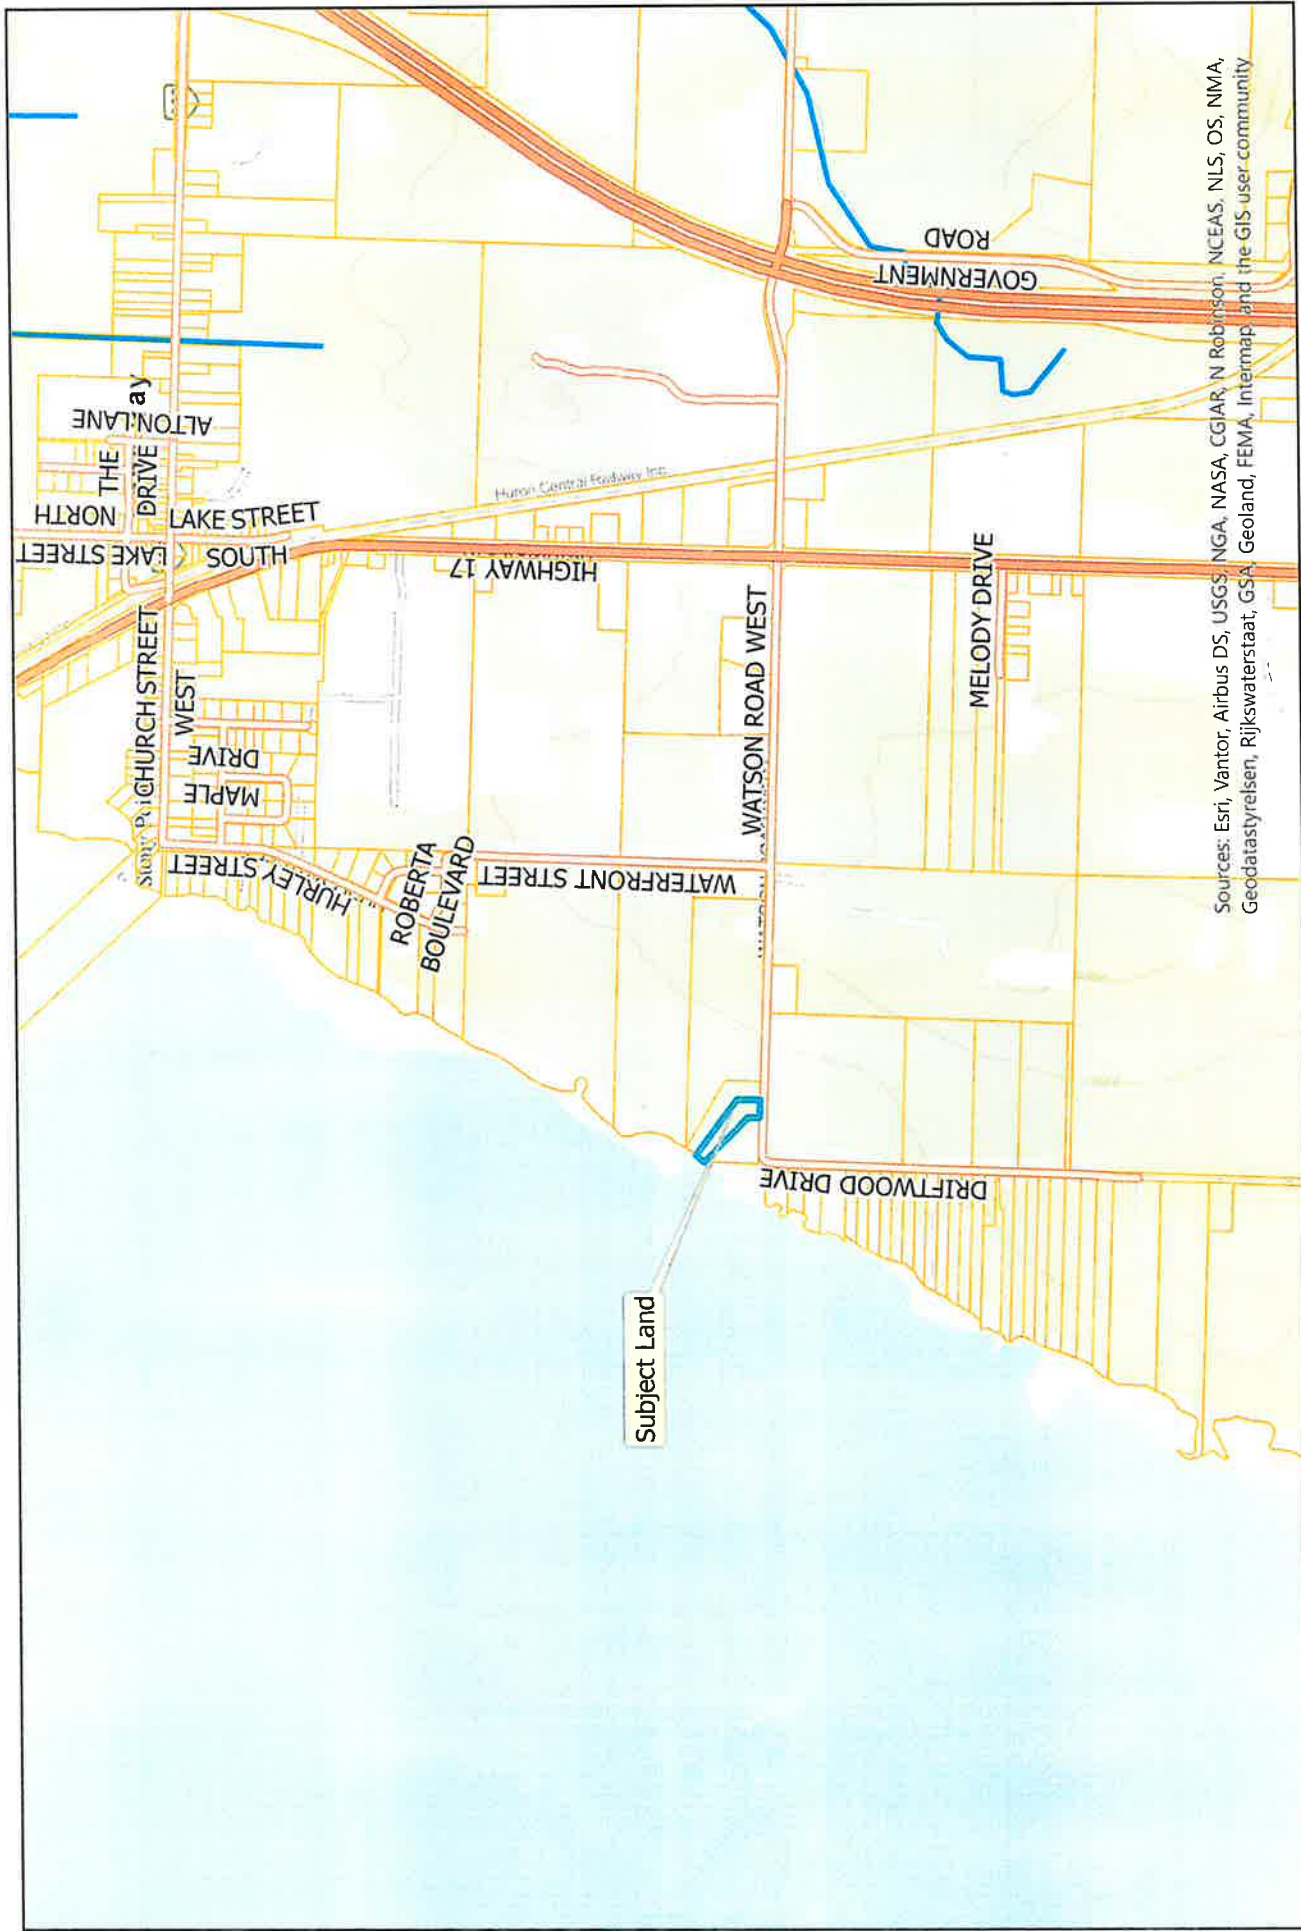 Subject Land
DRIFTWOOD DRIVE
WATSON ROAD WEST
WATERFRONT STREET
ROBERTA
BOULEVARD
HURLEY STREET
MAPLE
DRIVE
CHURCH STREET
WEST
MELODY DRIVE
HIGHWAY 17
Huron Central Railway Inc
LAKE STREET
SOUTH
LAKE STREET
NORTH
LAKE
DRIVE
THE
ay
ALTON LANE
GOVERNMENT
ROAD
Sources: Esri, Vantor, Airbus DS, USGS, NGA, NASA, CGIAR, N Robinson, NCEAS, NLS, OS, NMA,
Geodatastyrelsen, Rijkswaterstaat, GSA, Geoland, FEMA, Intermap and the GIS user community